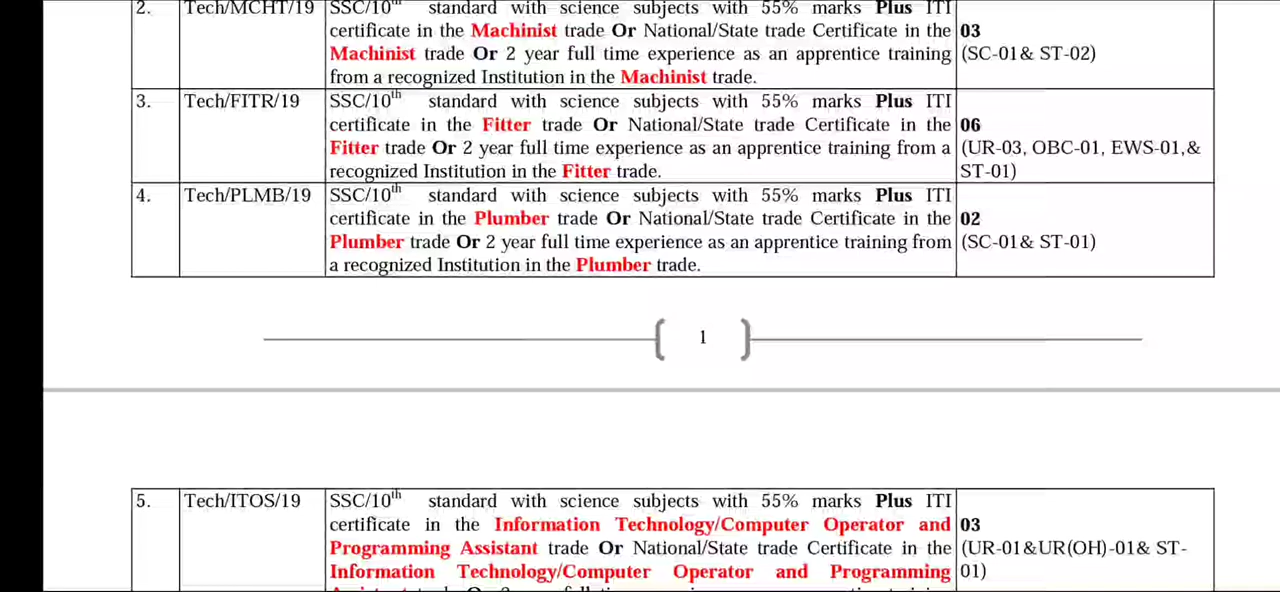 2. Tech/MCHT/19 SSC/10th standard with science subjects with 55% marks Plus ITI
certificate in the Machinist trade Or National/State trade Certificate in the 03
Machinist trade Or 2 year full time experience as an apprentice training (SC-01& ST-02)
from a recognized Institution in the Machinist trade.
3. Tech/FITR/19 SSC/10th standard with science subjects with 55% marks Plus ITI
certificate in the Fitter trade Or National/State trade Certificate in the 06
Fitter trade Or 2 year full time experience as an apprentice training from a (UR-03, OBC-01, EWS-01,&
recognized Institution in the Fitter trade. ST-01)
4. Tech/PLMB/19 SSC/10th standard with science subjects with 55% marks Plus ITI
certificate in the Plumber trade Or National/State trade Certificate in the 02
Plumber trade Or 2 year full time experience as an apprentice training from (SC-01& ST-01)
a recognized Institution in the Plumber trade.
1
5. Tech/ITOS/19 SSC/10th standard with science subjects with 55% marks Plus ITI
certificate in the Information Technology/Computer Operator and 03
Programming Assistant trade Or National/State trade Certificate in the (UR-01&UR(OH)-01& ST-
Information Technology/Computer Operator and Programming 01)